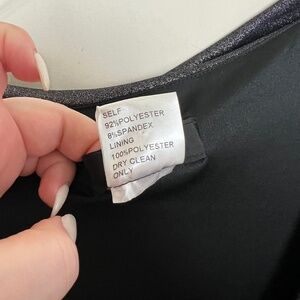 SELF
92%POLYESTER
8%SPANDEX
LINING
100%POLYESTER
DRY CLEAN
ONLY